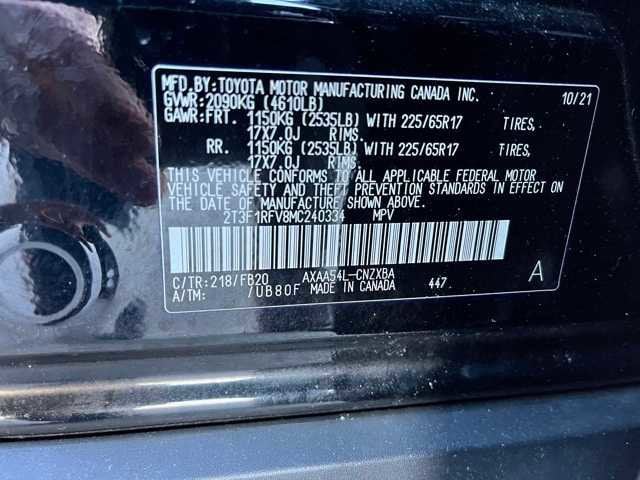 MFD.BY:TOYOTA MOTOR MANUFACTURING CANADA INC.
GVWR:2090KG (4610LB) 10/21
GAWR:FRT. 1150KG (2535LB) WITH 225/65R17 TIRES,
17X7.0J RIMS.
RR. 1150KG (2535LB) WITH 225/65R17 TIRES,
17X7.0J RIMS.
THIS VEHICLE CONFORMS TO ALL APPLICABLE FEDERAL MOTOR
VEHICLE SAFETY AND THEFT PREVENTION STANDARDS IN EFFECT ON
THE DATE OF MANUFACTURE SHOWN ABOVE.
2T3F1RFV8MC240334 MPV
C/TR:218/FB20 AXAA54L-CNZXBA A
A/TM: /UB80F MADE IN CANADA 447